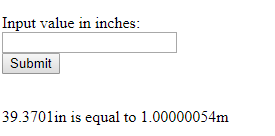 Input value in inches:
Submit
39.3701in is equal to 1.00000054m